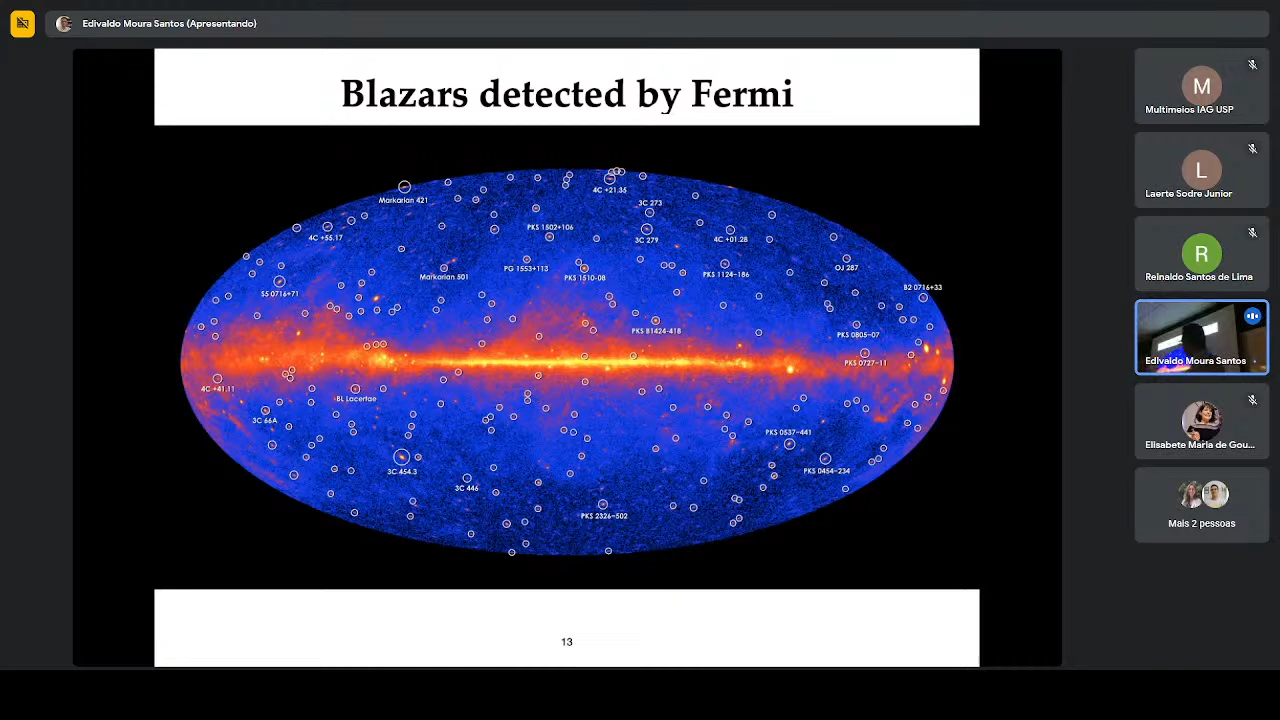 Edivaldo Moura Santos (Apresentando)
Blazars detected by Fermi
Markarian 421
4C +21.35
3C 273
4C +55.17
PKS 1502+106
3C 279
4C +01.28
Markarian 501
PG 1553+113
PKS 1510-08
PKS 1124-186
OJ 287
S5 0716+71
B2 0716+33
PKS B1424-418
PKS 0805-07
PKS 0727-11
4C +41.11
BL Lacertae
3C 66A
PKS 0537-441
3C 454.3
PKS 0454-234
3C 446
PKS 2326-502
13
M
Multimeios IAG USP
L
Laerte Sodre Junior
R
Reinaldo Santos de Lima
Edivaldo Moura Santos
Elisabete Maria de Gou...
Mais 2 pessoas